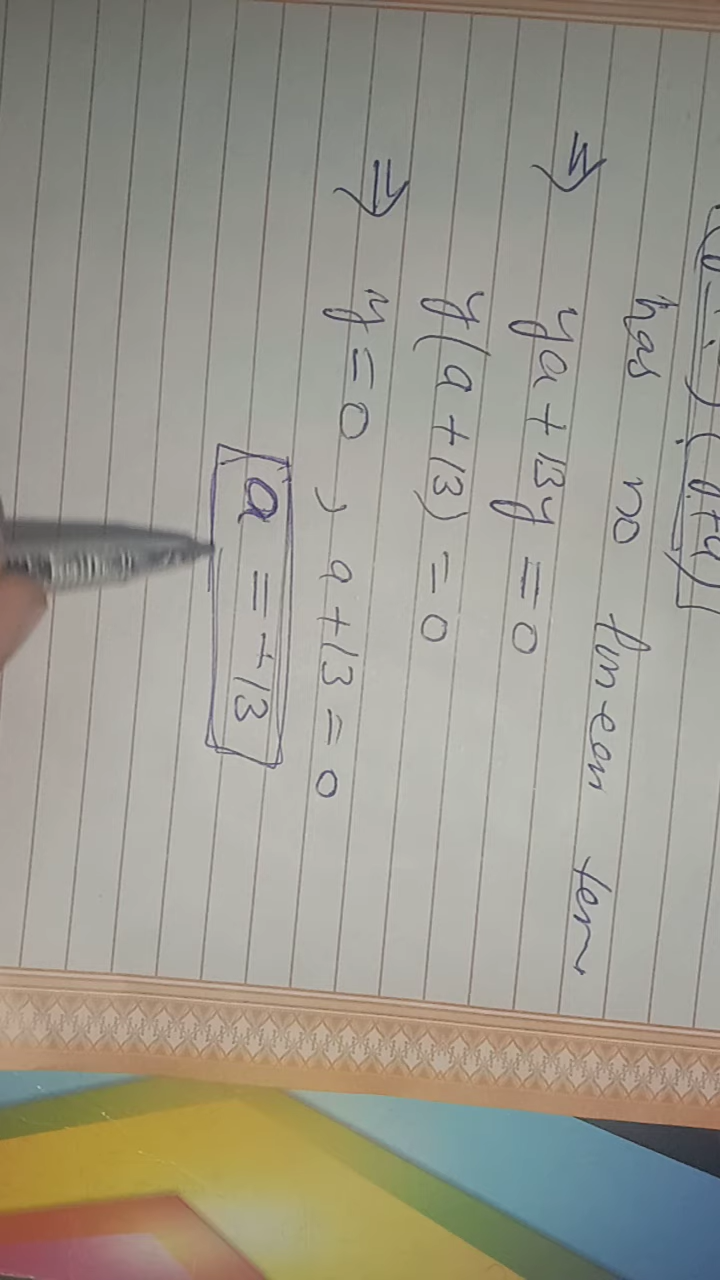 has no linear term
⇒ ya + 13y = 0
y(a + 13) = 0
⇒ y = 0 , a + 13 = 0
a = +13